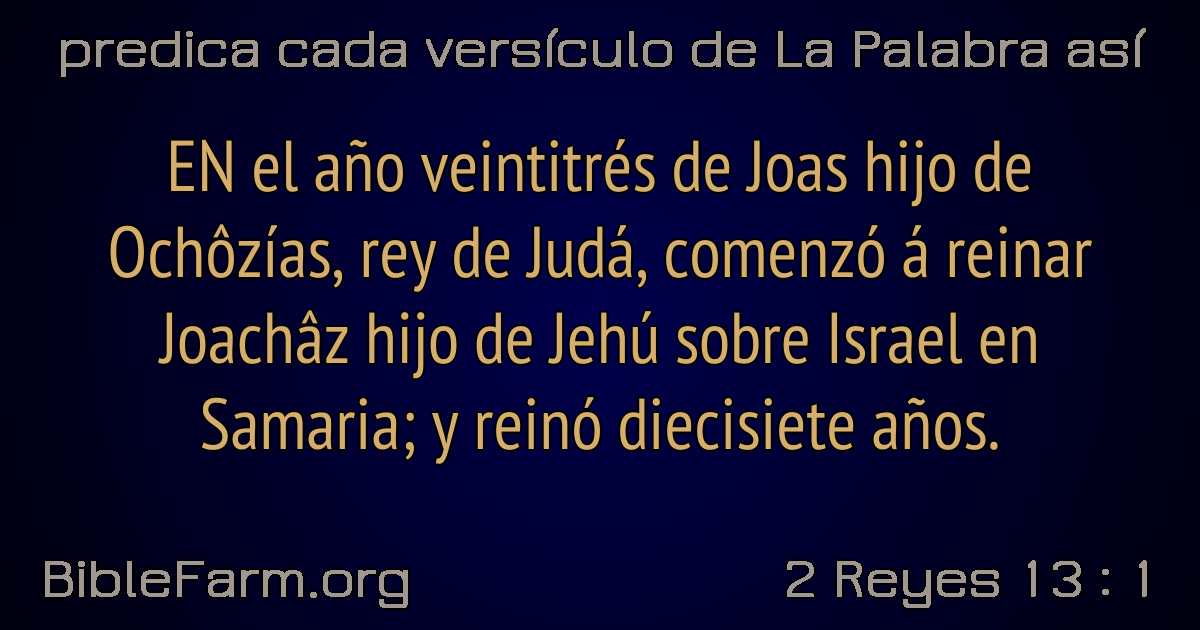 predica cada versículo de La Palabra así
EN el año veintitrés de Joas hijo de
Ochôzías, rey de Judá, comenzó á reinar
Joachâz hijo de Jehú sobre Israel en
Samaria; y reinó diecisiete años.
BibleFarm.org
2 Reyes 13 : 1